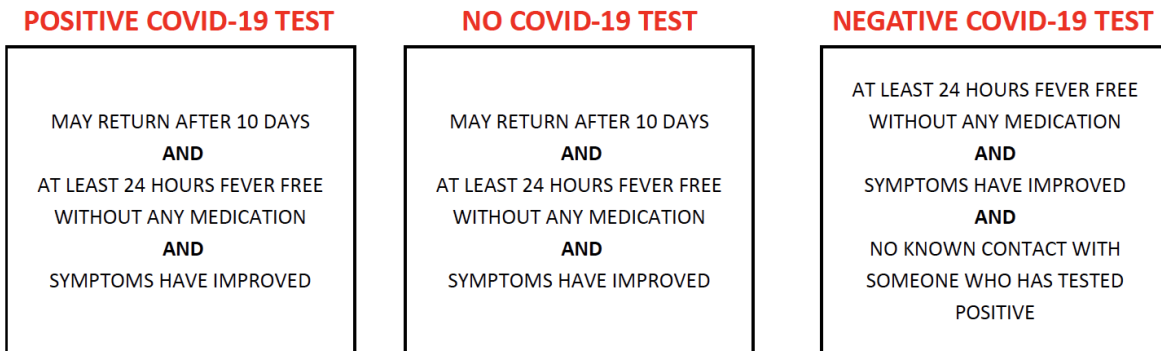 POSITIVE COVID-19 TEST
MAY RETURN AFTER 10 DAYS
AND
AT LEAST 24 HOURS FEVER FREE
WITHOUT ANY MEDICATION
AND
SYMPTOMS HAVE IMPROVED
NO COVID-19 TEST
MAY RETURN AFTER 10 DAYS
AND
AT LEAST 24 HOURS FEVER FREE
WITHOUT ANY MEDICATION
AND
SYMPTOMS HAVE IMPROVED
NEGATIVE COVID-19 TEST
AT LEAST 24 HOURS FEVER FREE
WITHOUT ANY MEDICATION
AND
SYMPTOMS HAVE IMPROVED
AND
NO KNOWN CONTACT WITH
SOMEONE WHO HAS TESTED
POSITIVE